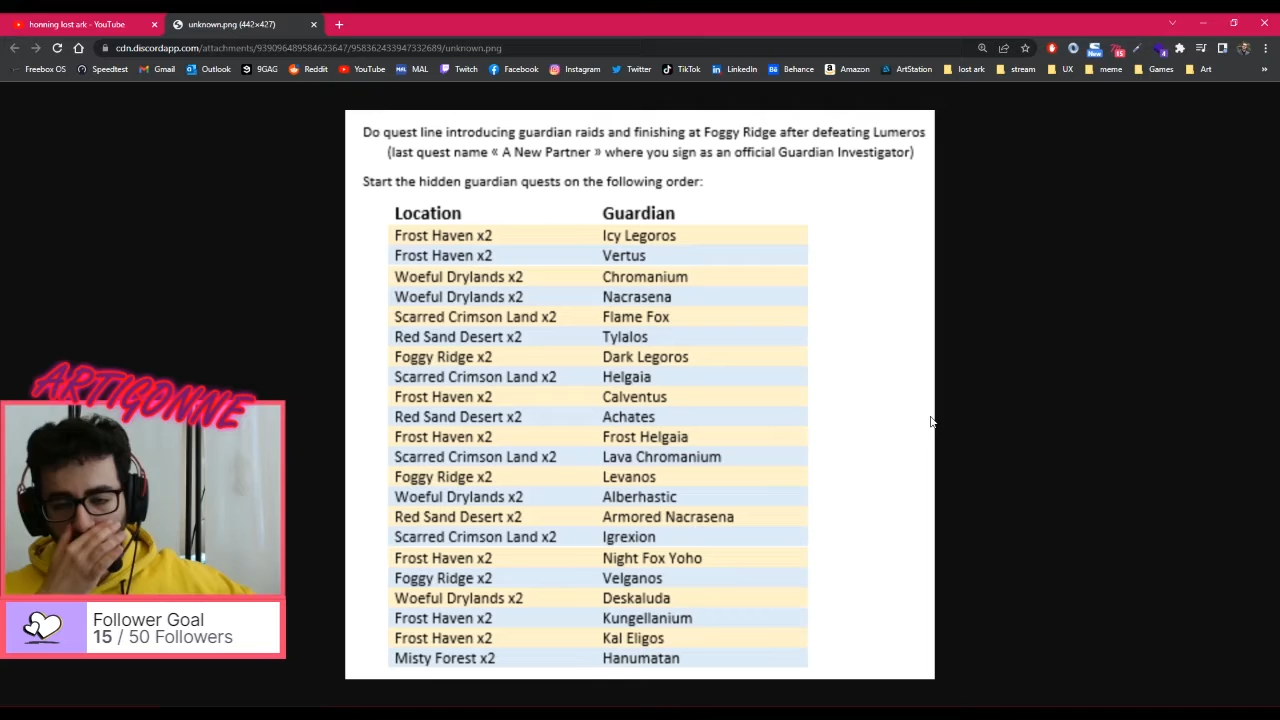 honning lost ark - YouTube
unknown.png (442×427)
cdn.discordapp.com/attachments/939096489584623647/958362433947332689/unknown.png
New
15
4
Freebox OS Speedtest Gmail Outlook 9GAG Reddit YouTube MAL Twitch Facebook Instagram Twitter TikTok LinkedIn Behance Amazon ArtStation lost ark stream UX meme Games Art
Do quest line introducing guardian raids and finishing at Foggy Ridge after defeating Lumeros
(last quest name « A New Partner » where you sign as an official Guardian Investigator)
Start the hidden guardian quests on the following order:
Location Guardian
Frost Haven x2 Icy Legoros
Frost Haven x2 Vertus
Woeful Drylands x2 Chromanium
Woeful Drylands x2 Nacrasena
Scarred Crimson Land x2 Flame Fox
Red Sand Desert x2 Tylalos
Foggy Ridge x2 Dark Legoros
Scarred Crimson Land x2 Helgaia
Frost Haven x2 Calventus
Red Sand Desert x2 Achates
Frost Haven x2 Frost Helgaia
Scarred Crimson Land x2 Lava Chromanium
Foggy Ridge x2 Levanos
Woeful Drylands x2 Alberhastic
Red Sand Desert x2 Armored Nacrasena
Scarred Crimson Land x2 Igrexion
Frost Haven x2 Night Fox Yoho
Foggy Ridge x2 Velganos
Woeful Drylands x2 Deskaluda
Frost Haven x2 Kungellanium
Frost Haven x2 Kal Eligos
Misty Forest x2 Hanumatan
ARTIGONNE
Follower Goal
15 / 50 Followers